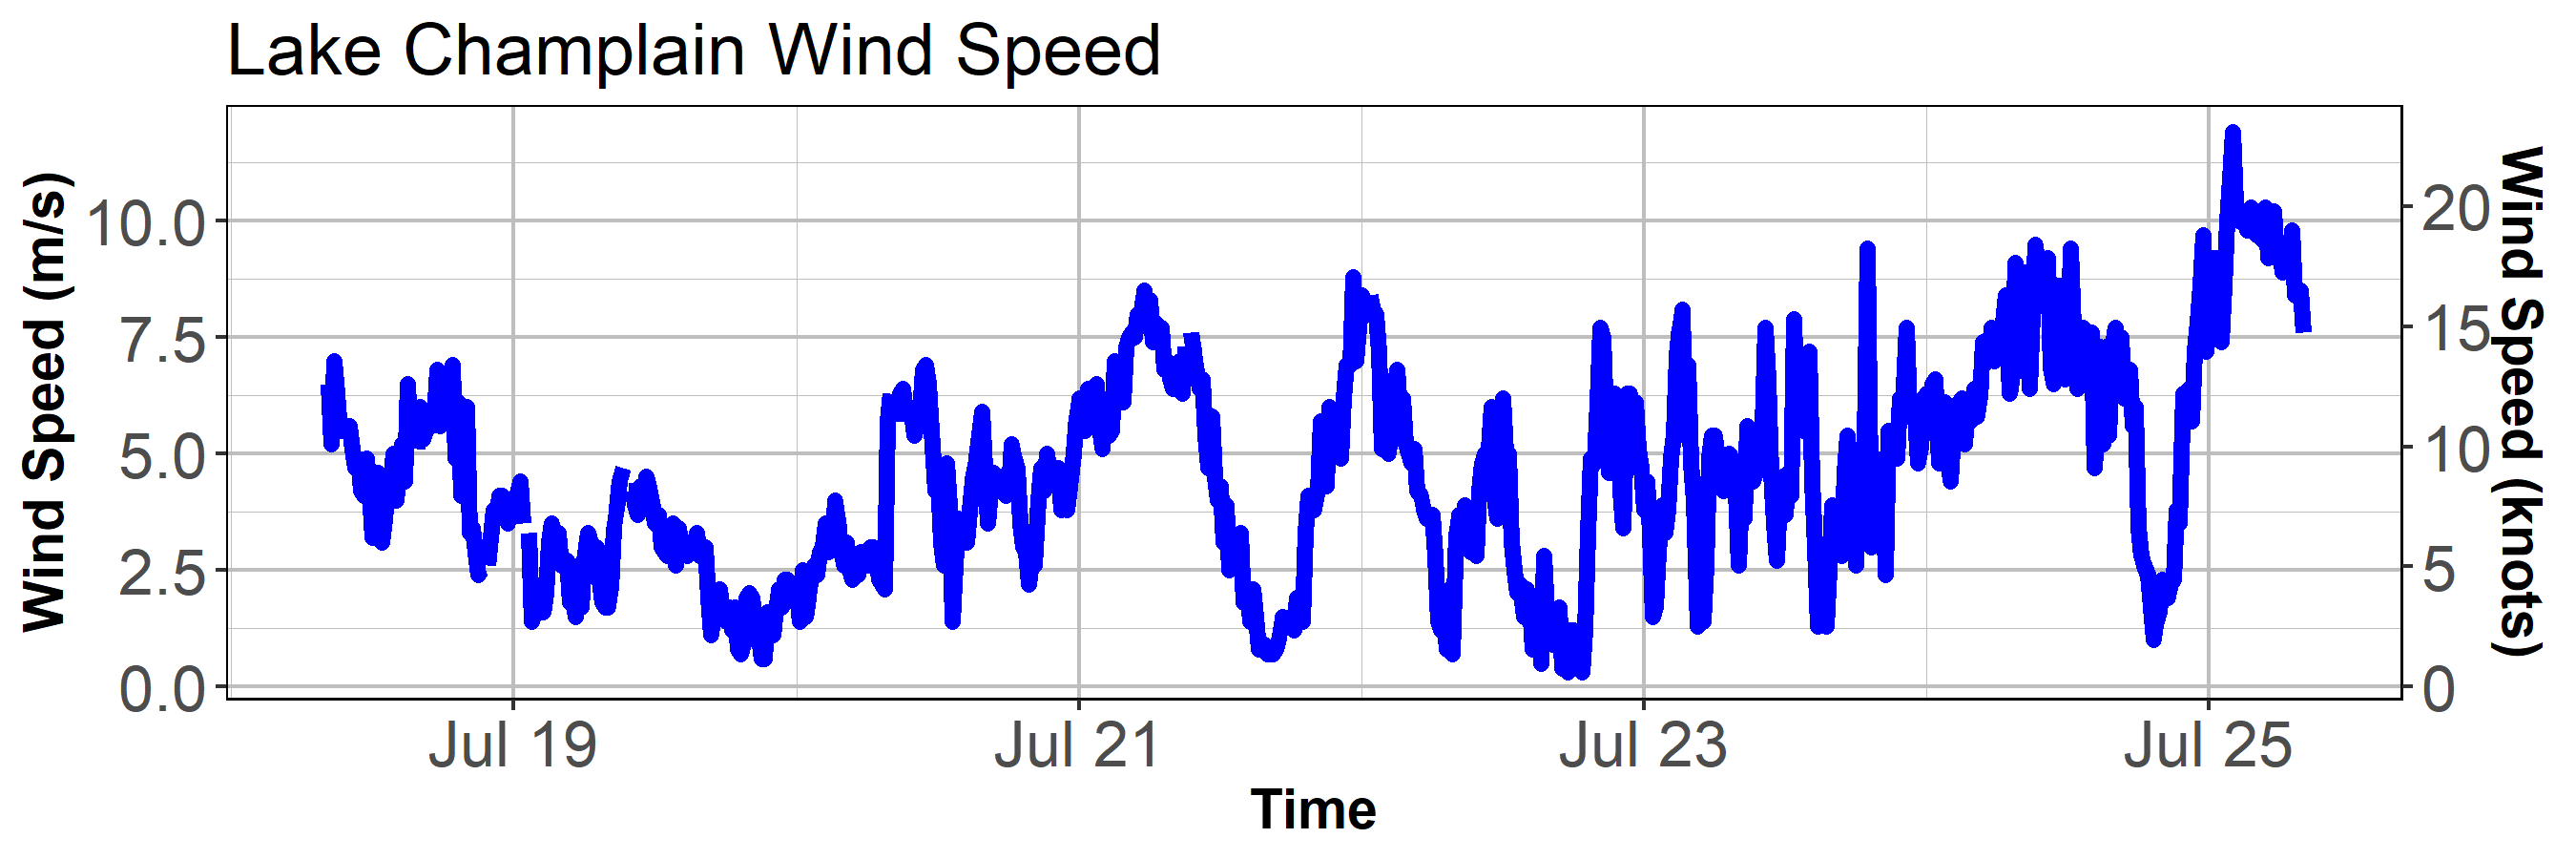 Lake Champlain Wind Speed
Wind Speed (m/s)
10.0
7.5
5.0
2.5
0.0
20
15
10
5
0
Wind Speed (knots)
Jul 19
Jul 21
Jul 23
Jul 25
Time